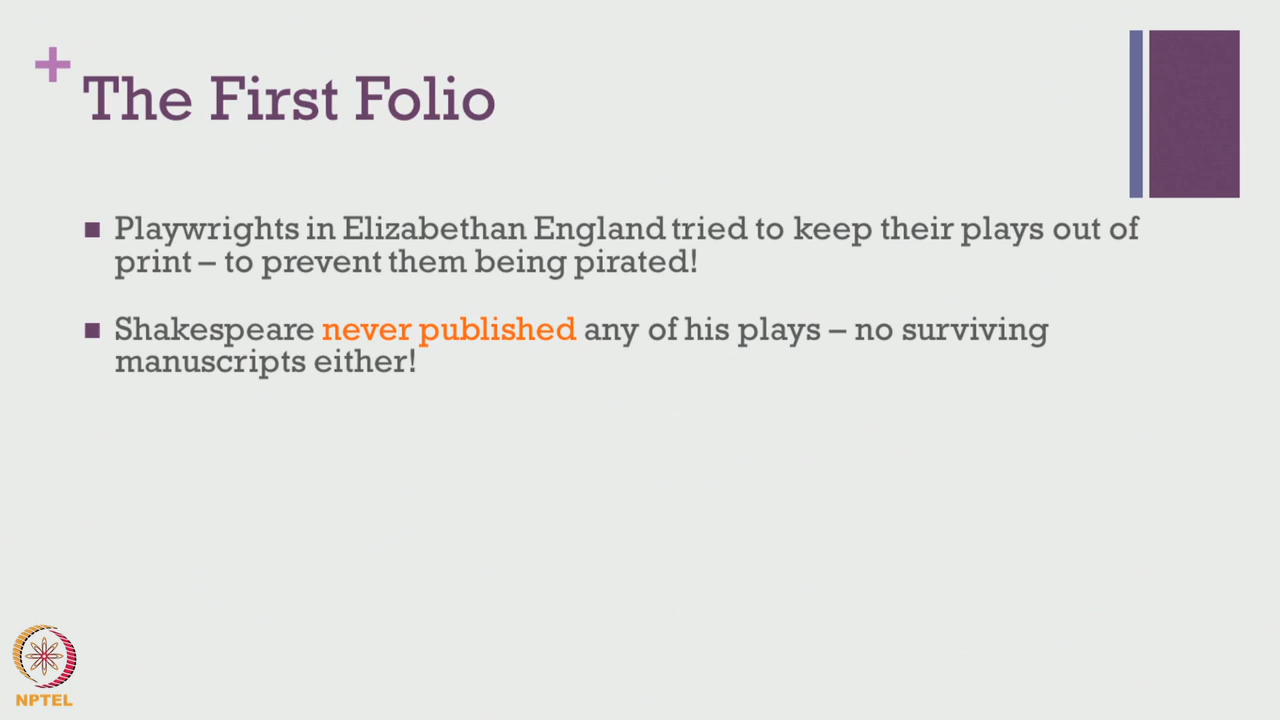 +
The First Folio
Playwrights in Elizabethan England tried to keep their plays out of
print – to prevent them being pirated!
Shakespeare never published any of his plays – no surviving
manuscripts either!
NPTEL